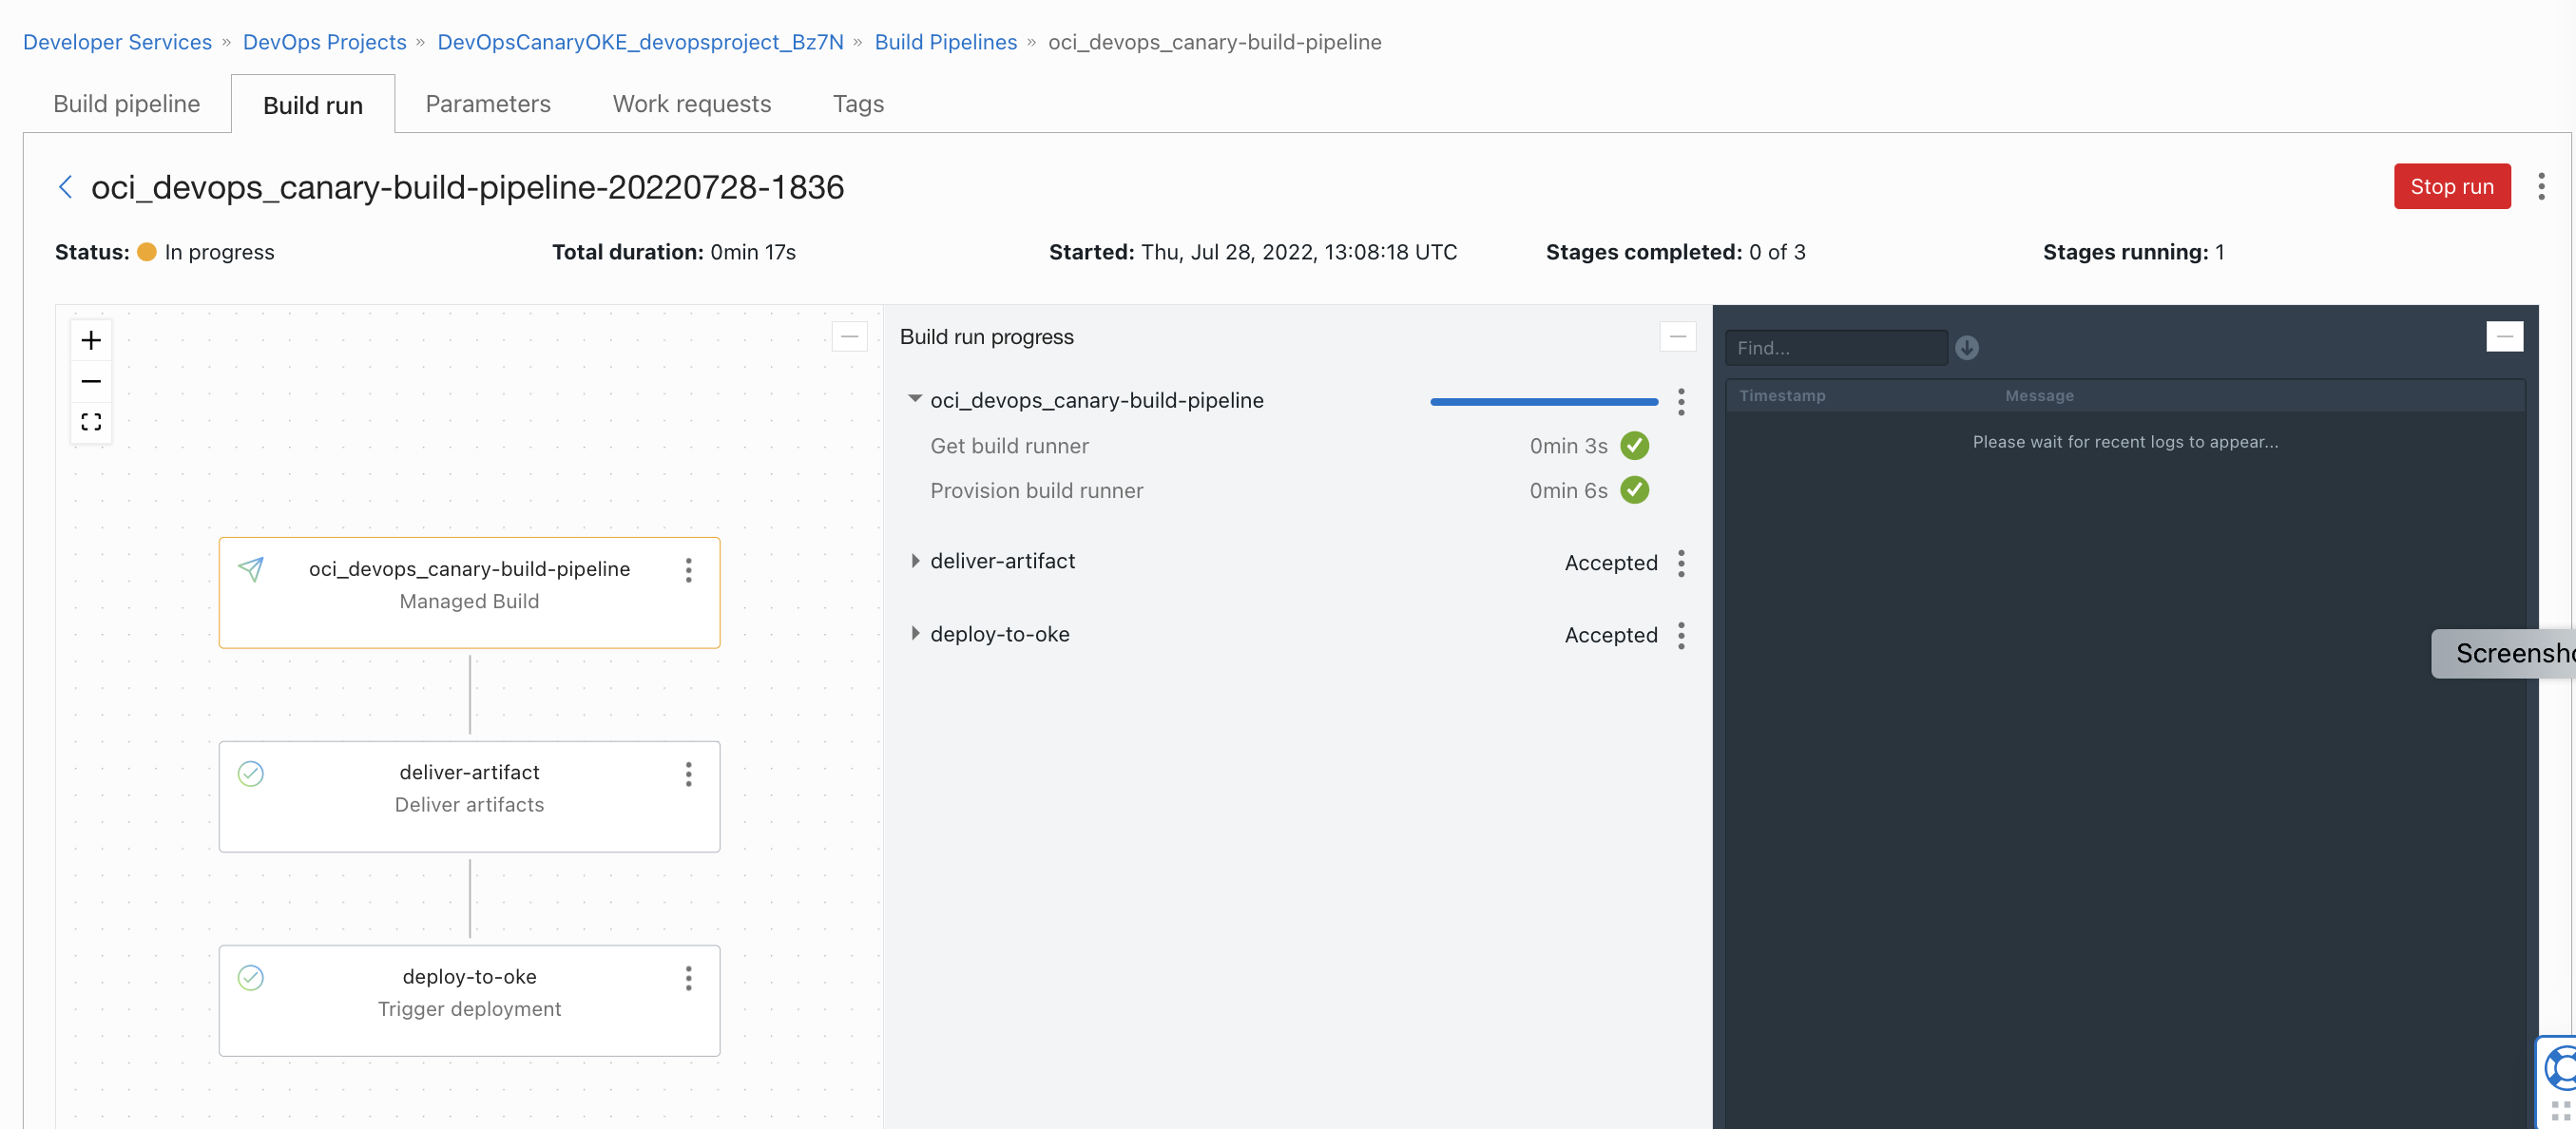 Developer Services » DevOps Projects » DevOpsCanaryOKE_devopsproject_Bz7N » Build Pipelines » oci_devops_canary-build-pipeline
Build pipeline
Build run
Parameters
Work requests
Tags
oci_devops_canary-build-pipeline-20220728-1836
Stop run
Status: In progress
Total duration: 0min 17s
Started: Thu, Jul 28, 2022, 13:08:18 UTC
Stages completed: 0 of 3
Stages running: 1
oci_devops_canary-build-pipeline
Managed Build
deliver-artifact
Deliver artifacts
deploy-to-oke
Trigger deployment
Build run progress
oci_devops_canary-build-pipeline
Get build runner 0min 3s
Provision build runner 0min 6s
deliver-artifact Accepted
deploy-to-oke Accepted
Find...
Timestamp Message
Please wait for recent logs to appear...